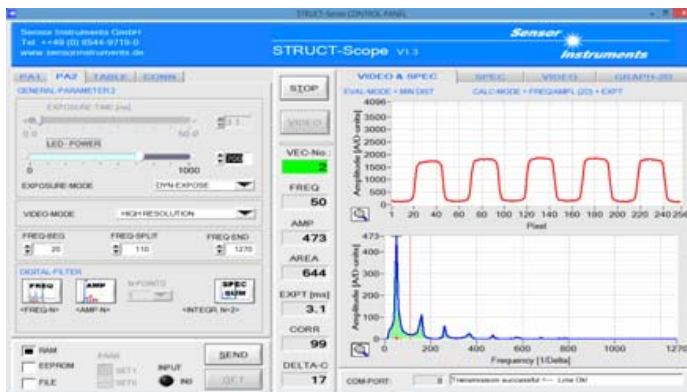 STRUCT-Scope CONTROL PANEL
Sensor Instruments GmbH
Tel. ++49 (0) 8544-9719-0
www.sensorinstruments.de
STRUCT-Scope V1.3
Sensor
Instruments
PA1
PA2
TABLE
CONN
GENERAL-PARAMETER 2
EXPOSURE-TIME [ms]
0.0
50.0
3.1
LED - POWER
0
1000
700
EXPOSURE-MODE
DYN-EXPOSE
VIDEO-MODE
HIGH RESOLUTION
FREQ-BEG
FREQ-SPLIT
FREQ-END
20
110
1270
DIGITAL-FILTER
FREQ
AMP
N-POINTS
SPEC
SUM
<FREQ-N>
<AMP-N>
<INTEGR. N=2>
RAM
EEPROM
FILE
PARA
SET1
SET0
INPUT
IN0
SEND
GET
STOP
VIDEO
VEC-No.:
2
FREQ
50
AMP
473
AREA
644
EXPT [ms]
3.1
CORR
99
DELTA-C
17
VIDEO & SPEC
SPEC
VIDEO
GRAPH-2D
EVAL-MODE = MIN DIST
CALC-MODE = FREQ/AMPL (2D) + EXPT
Amplitude [A/D-units]
4096-
3500-
3000-
2500-
2000-
1500-
1000-
500-
0-
1 20 40 60 80 100 120 140 160 180 200 220 240 256
Pixel
Amplitude [A/D-units]
473-
400-
300-
200-
100-
0-
0 200 400 600 800 1000 1270
Frequency [1/Delta]
COM-PORT:
8
Transmission successful <-- Line Ok!